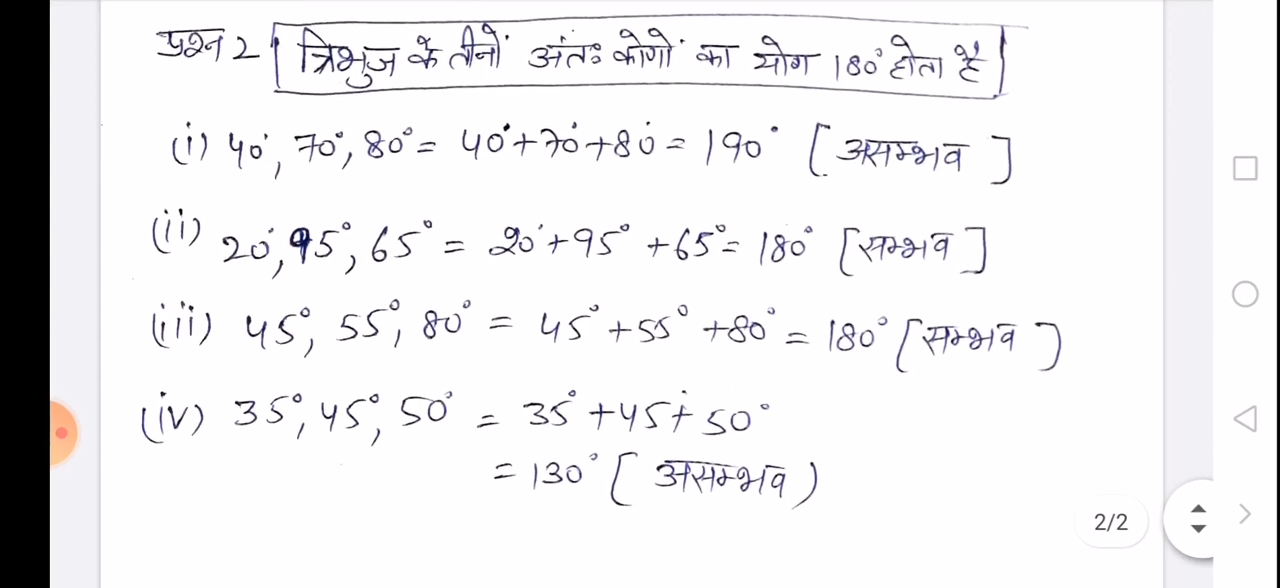 प्रश्न 2 त्रिभुज के तीनों अंतः कोणों का योग 180° होता है
(i) 40°, 70°, 80° = 40° + 70° + 80° = 190° [असम्भव]
(ii) 20°, 95°, 65° = 20° + 95° + 65° = 180° [सम्भव]
(iii) 45°, 55°, 80° = 45° + 55° + 80° = 180° [सम्भव]
(iv) 35°, 45°, 50° = 35° + 45° + 50°
= 130° [असम्भव)
2/2